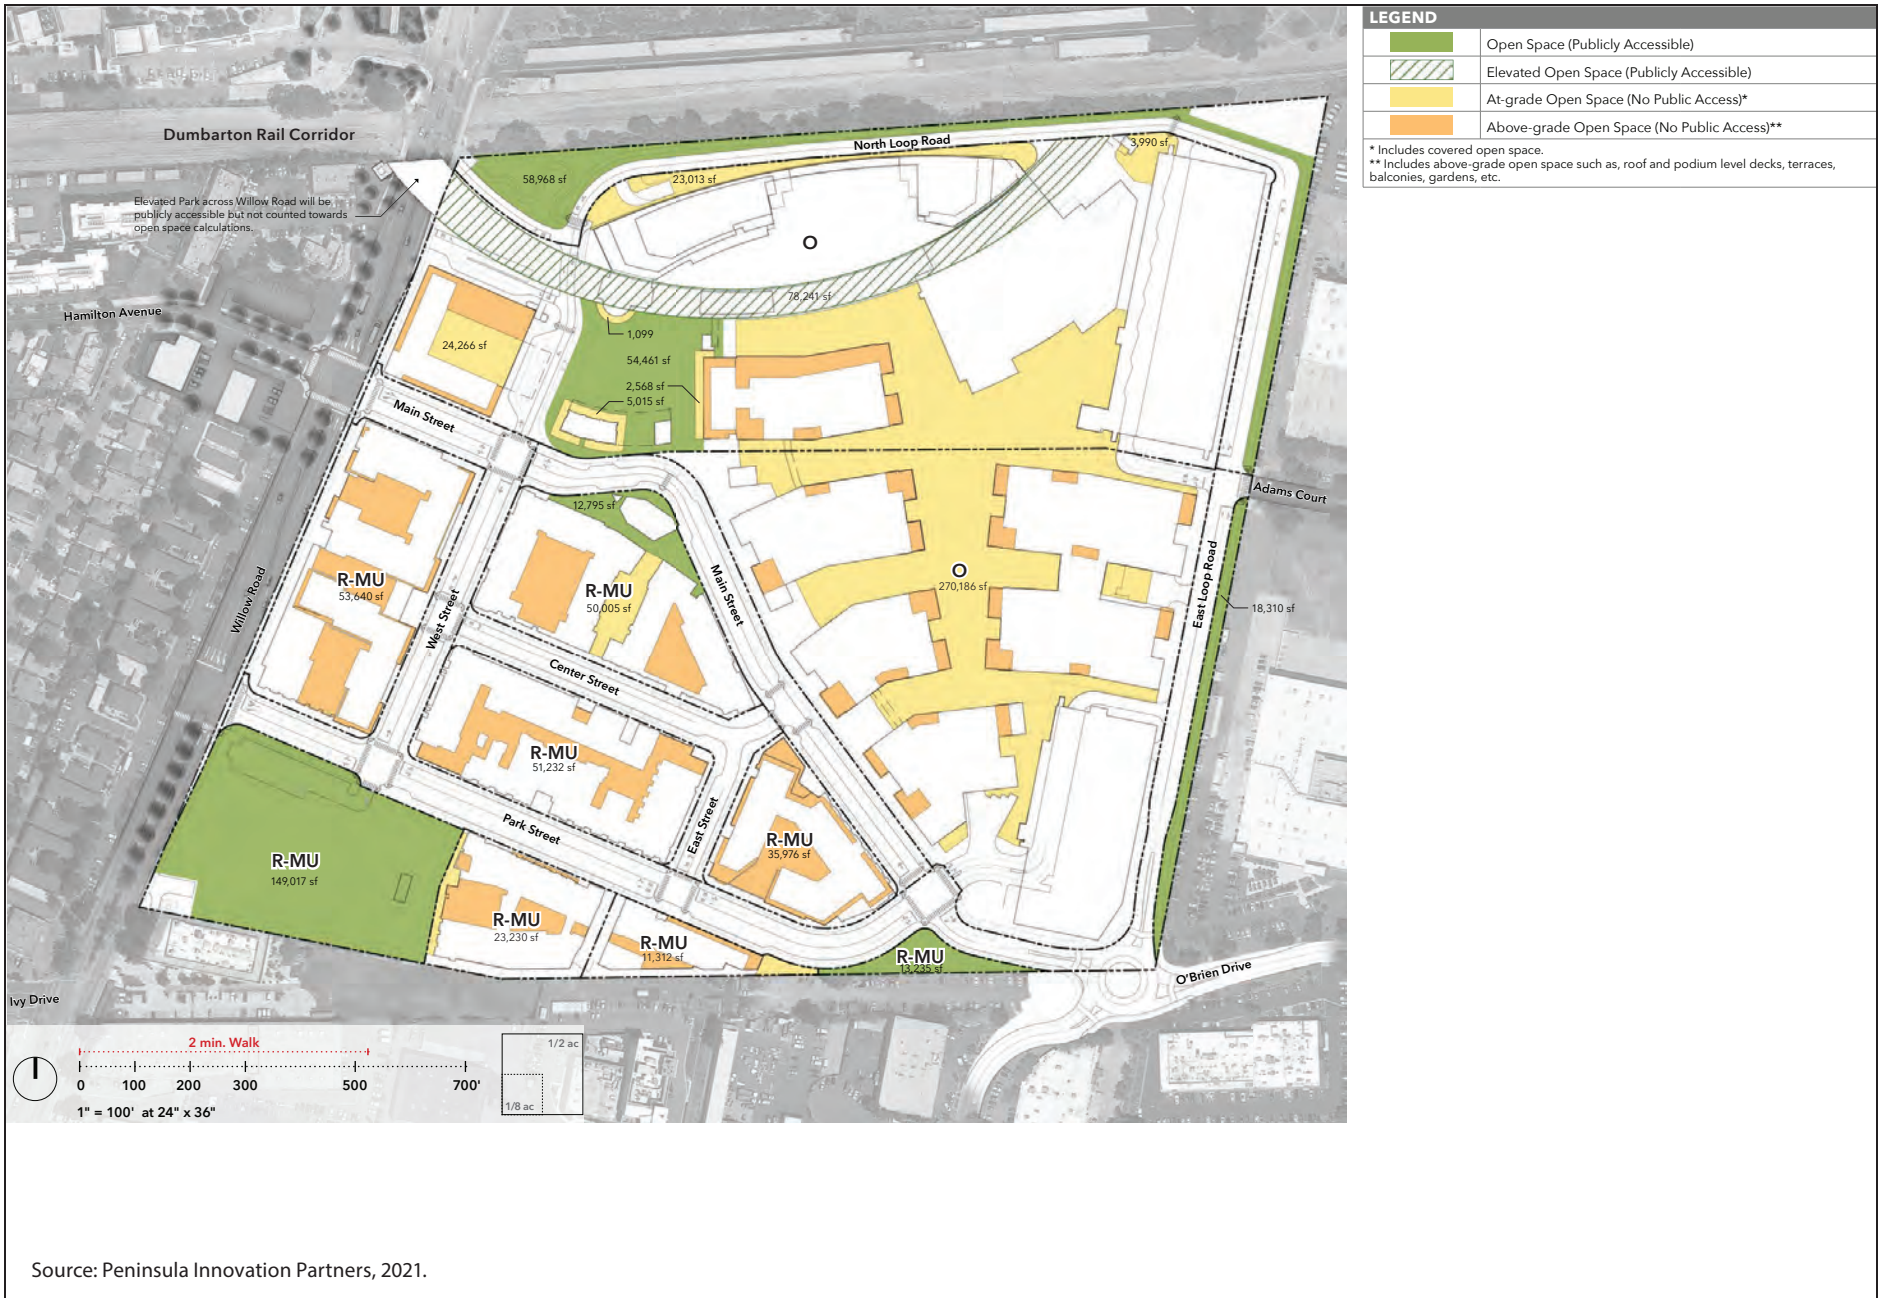 LEGEND
Open Space (Publicly Accessible)
Elevated Open Space (Publicly Accessible)
At-grade Open Space (No Public Access)*
Above-grade Open Space (No Public Access)**
* Includes covered open space.
** Includes above-grade open space such as, roof and podium level decks, terraces,
balconies, gardens, etc.
Dumbarton Rail Corridor
North Loop Road
3,990 sf
58,968 sf
23,013 sf
Elevated Park across Willow Road will be
publicly accessible but not counted towards
open space calculations.
O
78,241 sf
Hamilton Avenue
1,099
24,266 sf
54,461 sf
2,568 sf
5,015 sf
Main Street
Adams Court
12,795 sf
R-MU
53,640 sf
R-MU
50,005 sf
Main Street
O
270,186 sf
East Loop Road
18,310 sf
Willow Road
West Street
Center Street
R-MU
51,232 sf
Park Street
East Street
R-MU
35,976 sf
R-MU
149,017 sf
R-MU
23,230 sf
R-MU
11,312 sf
R-MU
13,235 sf
O'Brien Drive
Ivy Drive
2 min. Walk
0 100 200 300 500 700'
1" = 100' at 24" x 36"
1/2 ac
1/8 ac
Source: Peninsula Innovation Partners, 2021.